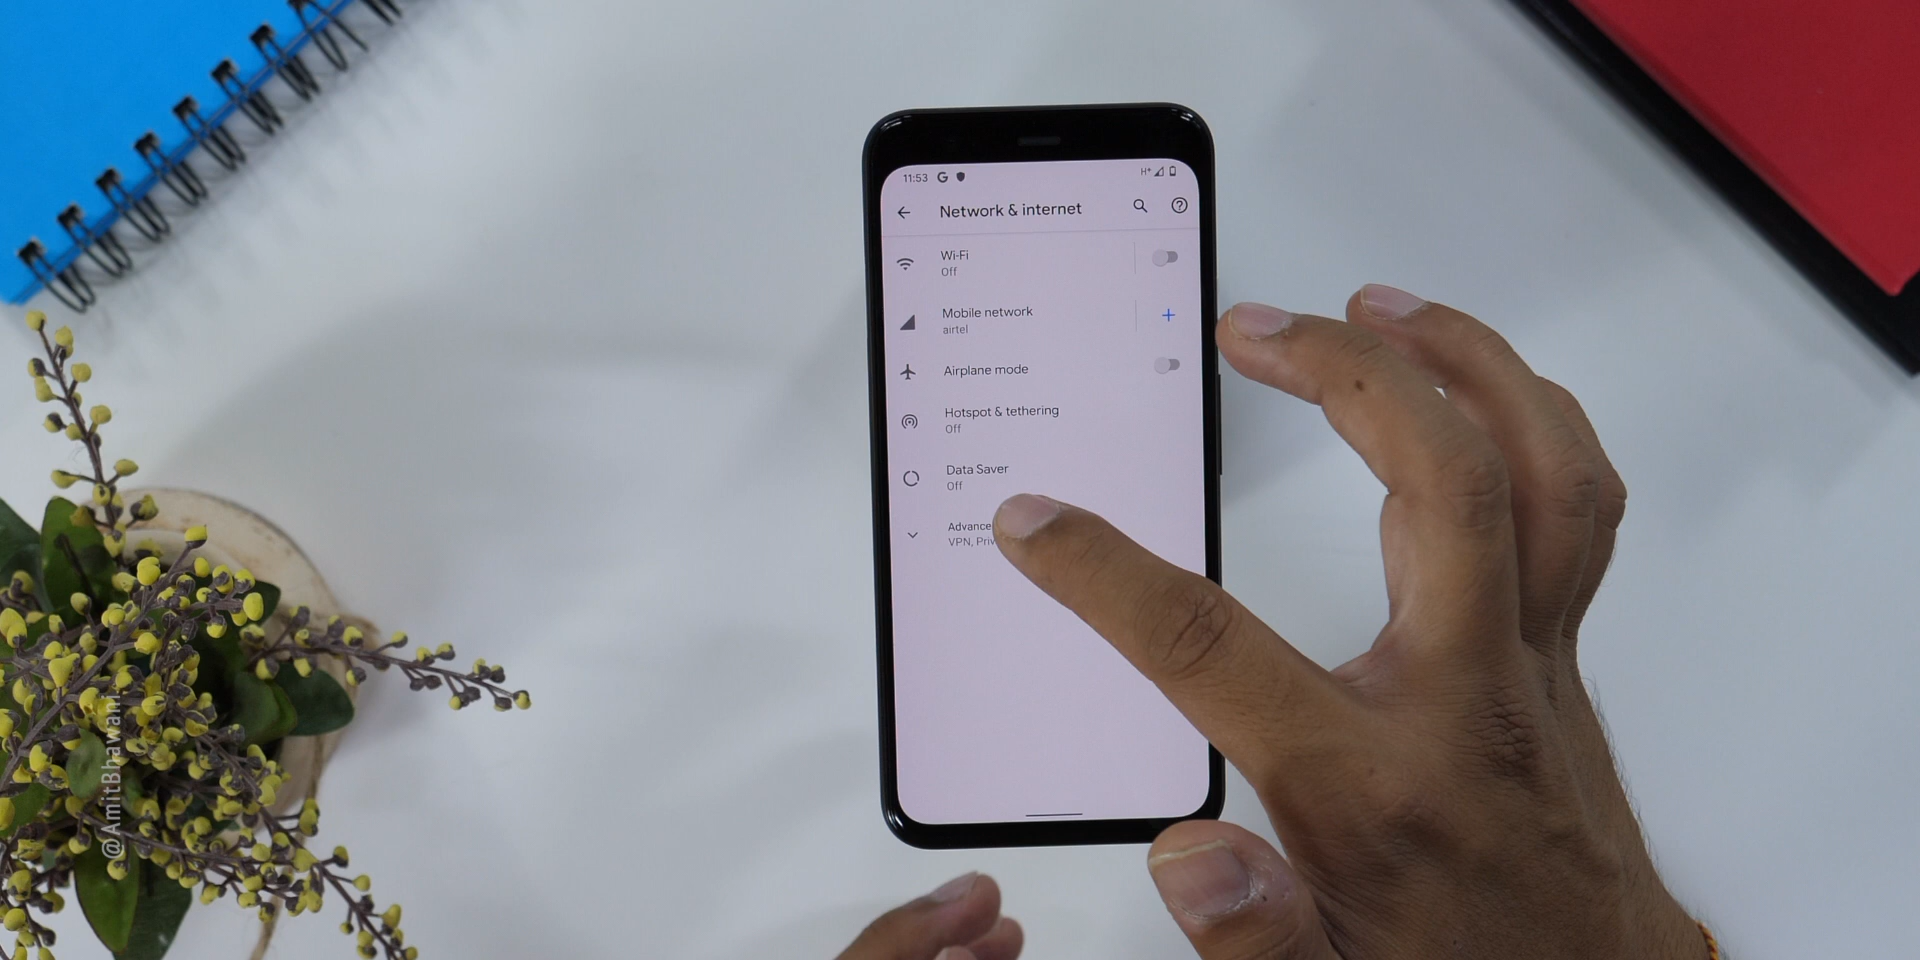 11:53 G H+
Network & internet
Wi-Fi
Off
Mobile network
airtel
Airplane mode
Hotspot & tethering
Off
Data Saver
Off
Advance
VPN, Priv
@AmitBhawani